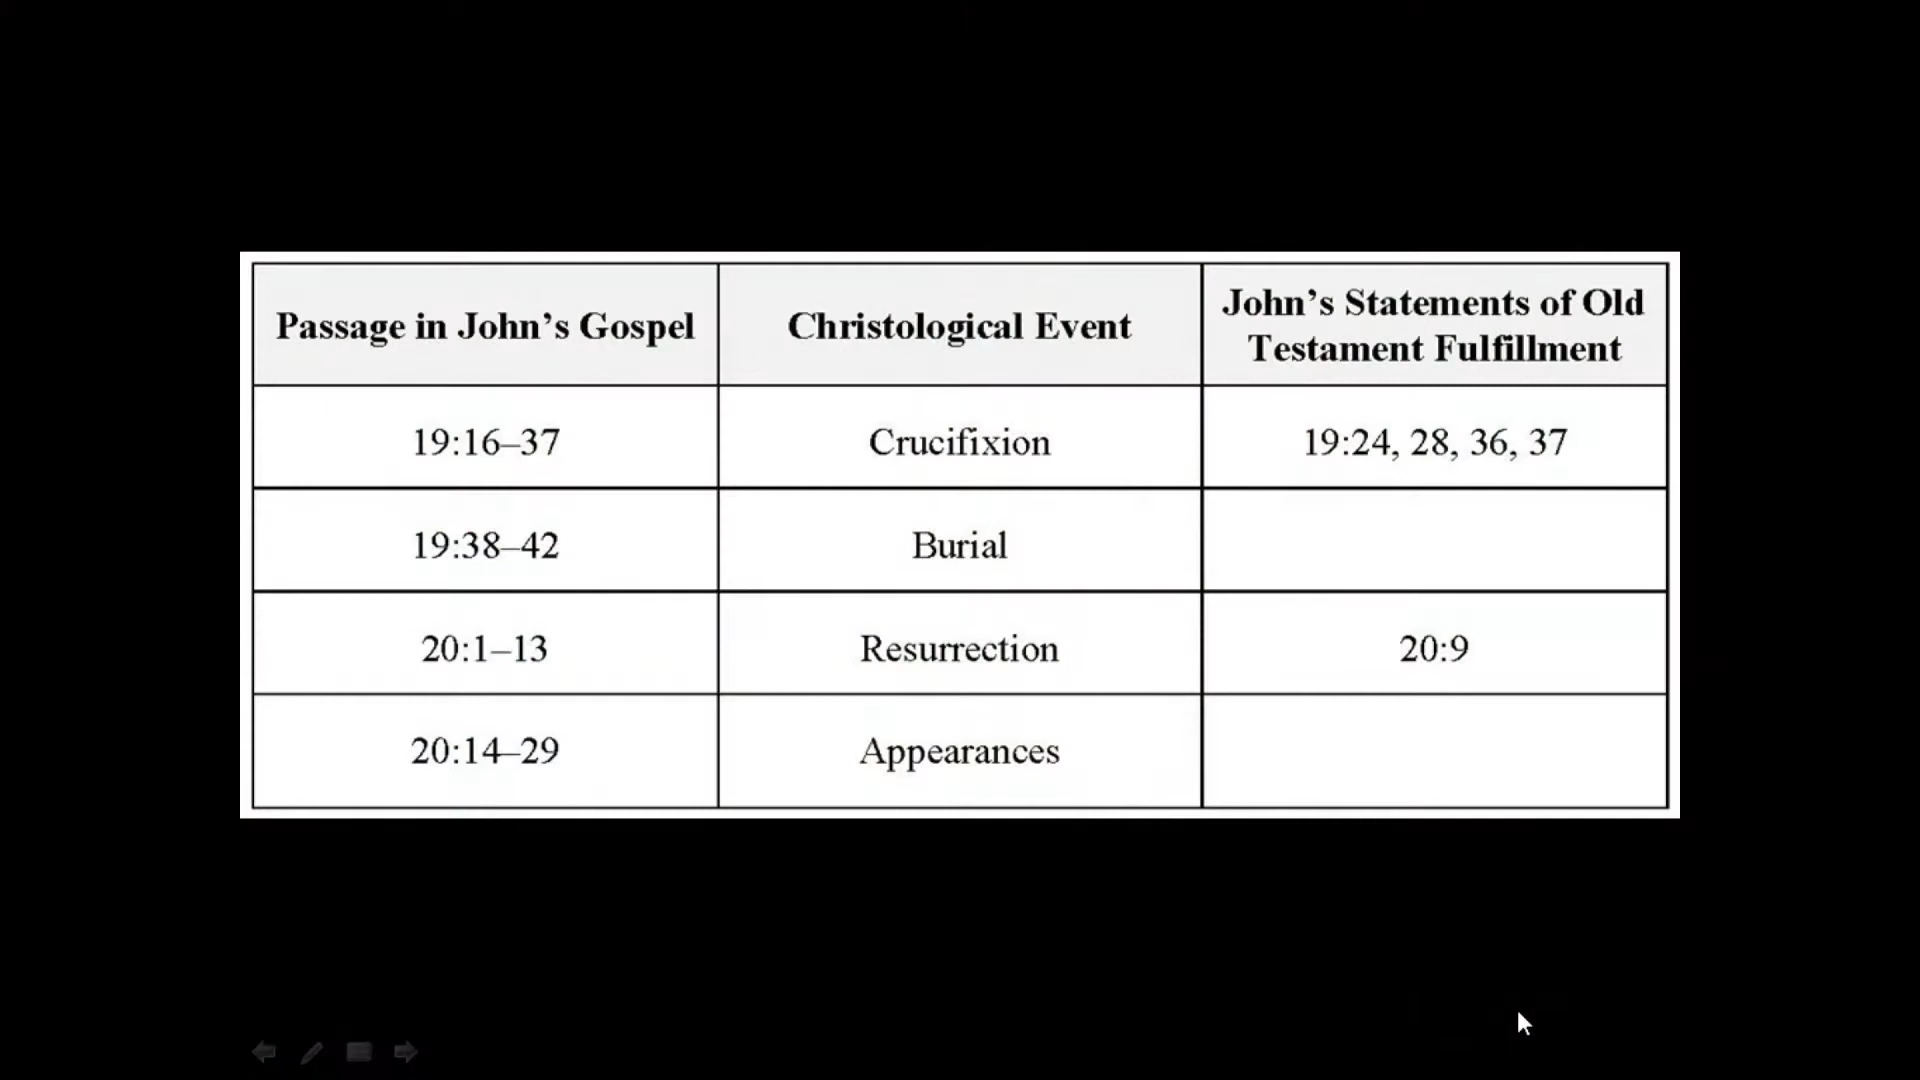 Passage in John’s Gospel
Christological Event
John’s Statements of Old
Testament Fulfillment
19:16–37
Crucifixion
19:24, 28, 36, 37
19:38–42
Burial
20:1–13
Resurrection
20:9
20:14–29
Appearances